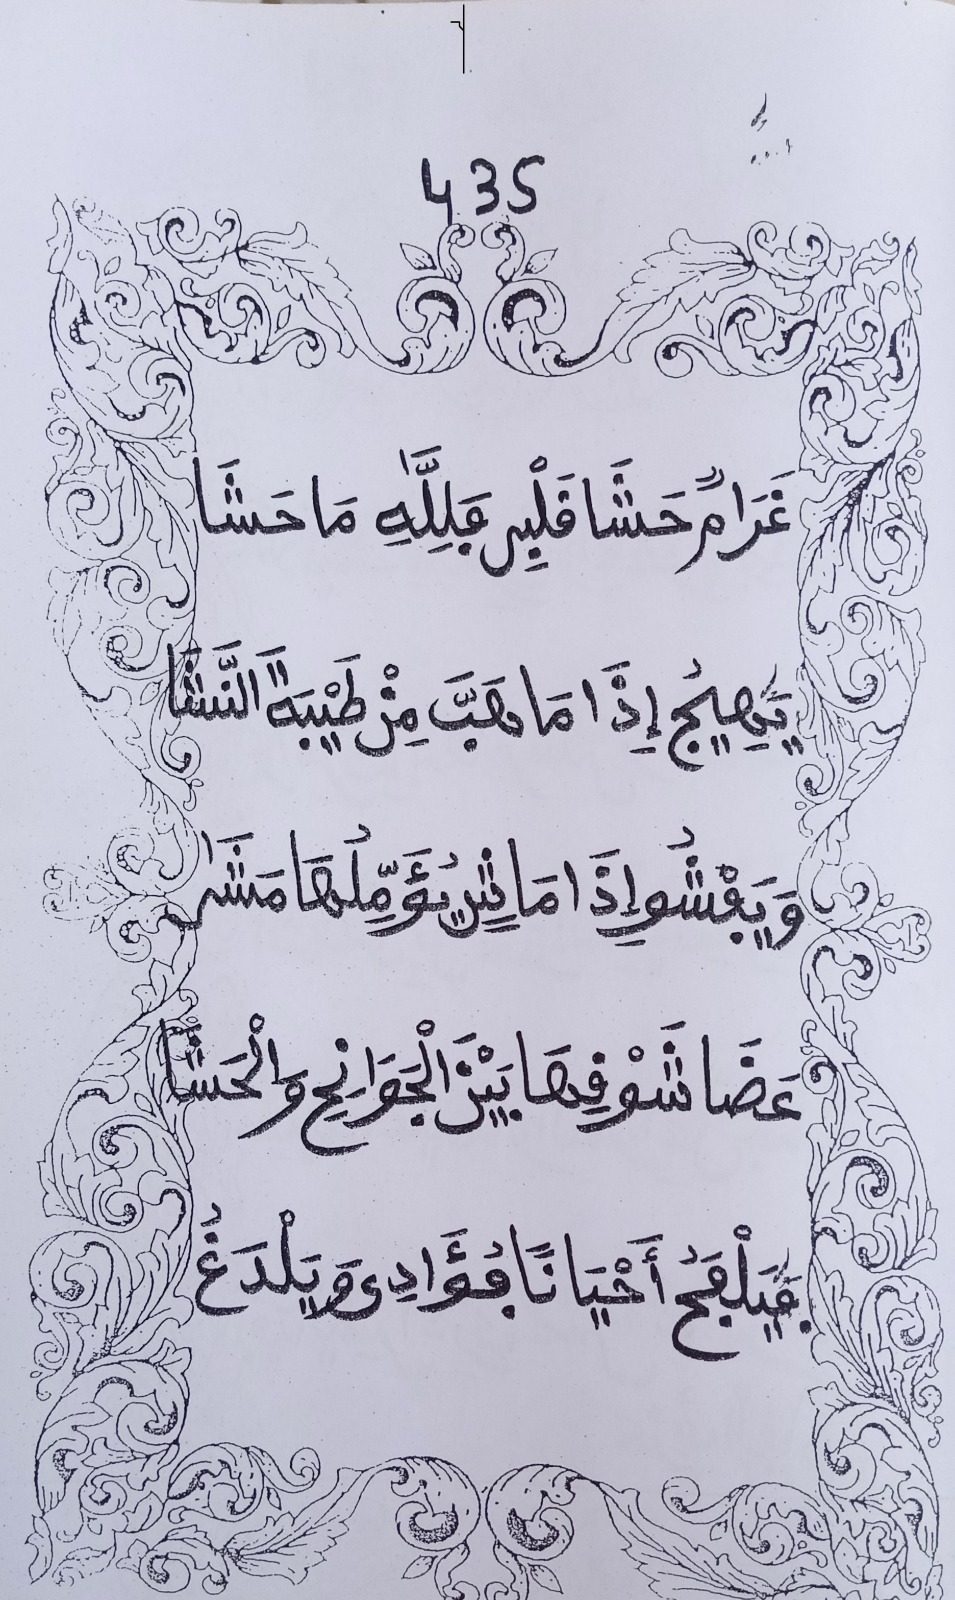 435
غَرَامٌ حَشَا قَلْبِي فَلِلَّهِ مَا حَشَا
يَهِيجُ إِذَا مَا هَبَّ مِنْ طَيْبَةَ النَّشَا
وَيَفْشُو إِذَا مَا شِي يُؤَمِّلُهَا مَشَى
غَضَا شَوْقِهَا بَيْنَ الْجَوَانِحِ وَالْحَشَا
فَيَلْفَحُ أَحْيَانًا فُؤَادِي وَيَلْدَغُ